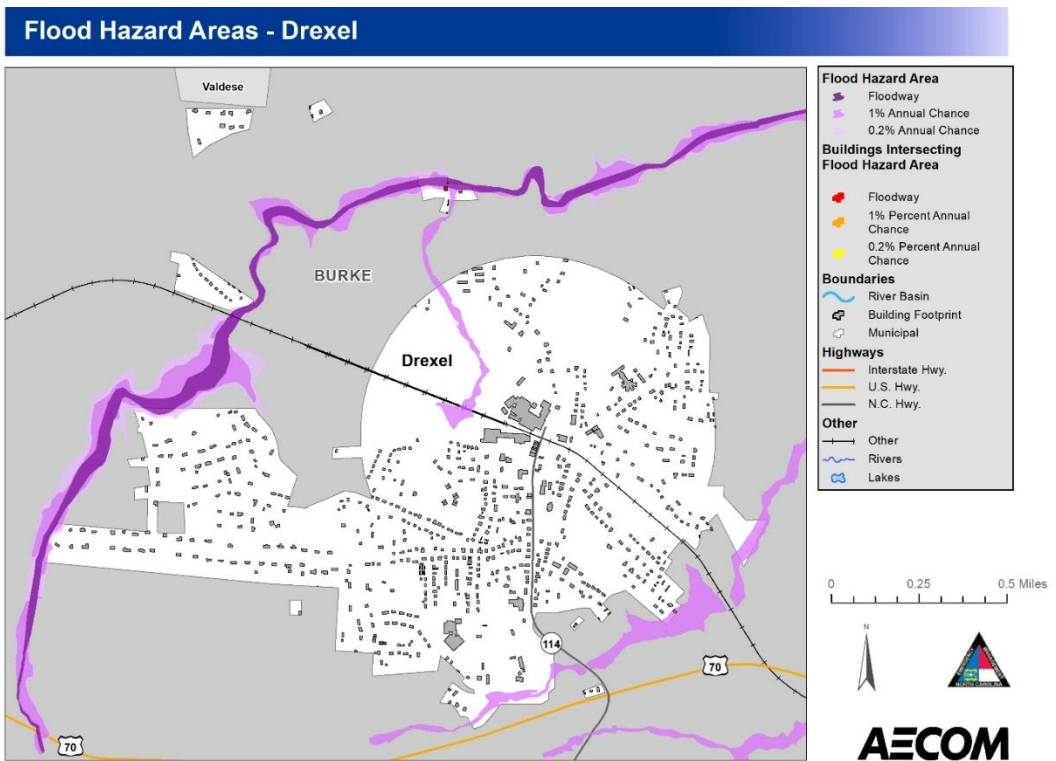 Flood Hazard Areas - Drexel
Valdese
BURKE
Drexel
114
70
70
Flood Hazard Area
Floodway
1% Annual Chance
0.2% Annual Chance
Buildings Intersecting
Flood Hazard Area
Floodway
1% Percent Annual
Chance
0.2% Percent Annual
Chance
Boundaries
River Basin
Building Footprint
Municipal
Highways
Interstate Hwy.
U.S. Hwy.
N.C. Hwy.
Other
Other
Rivers
Lakes
0 0.25 0.5 Miles
N
NORTH CAROLINA
AECOM